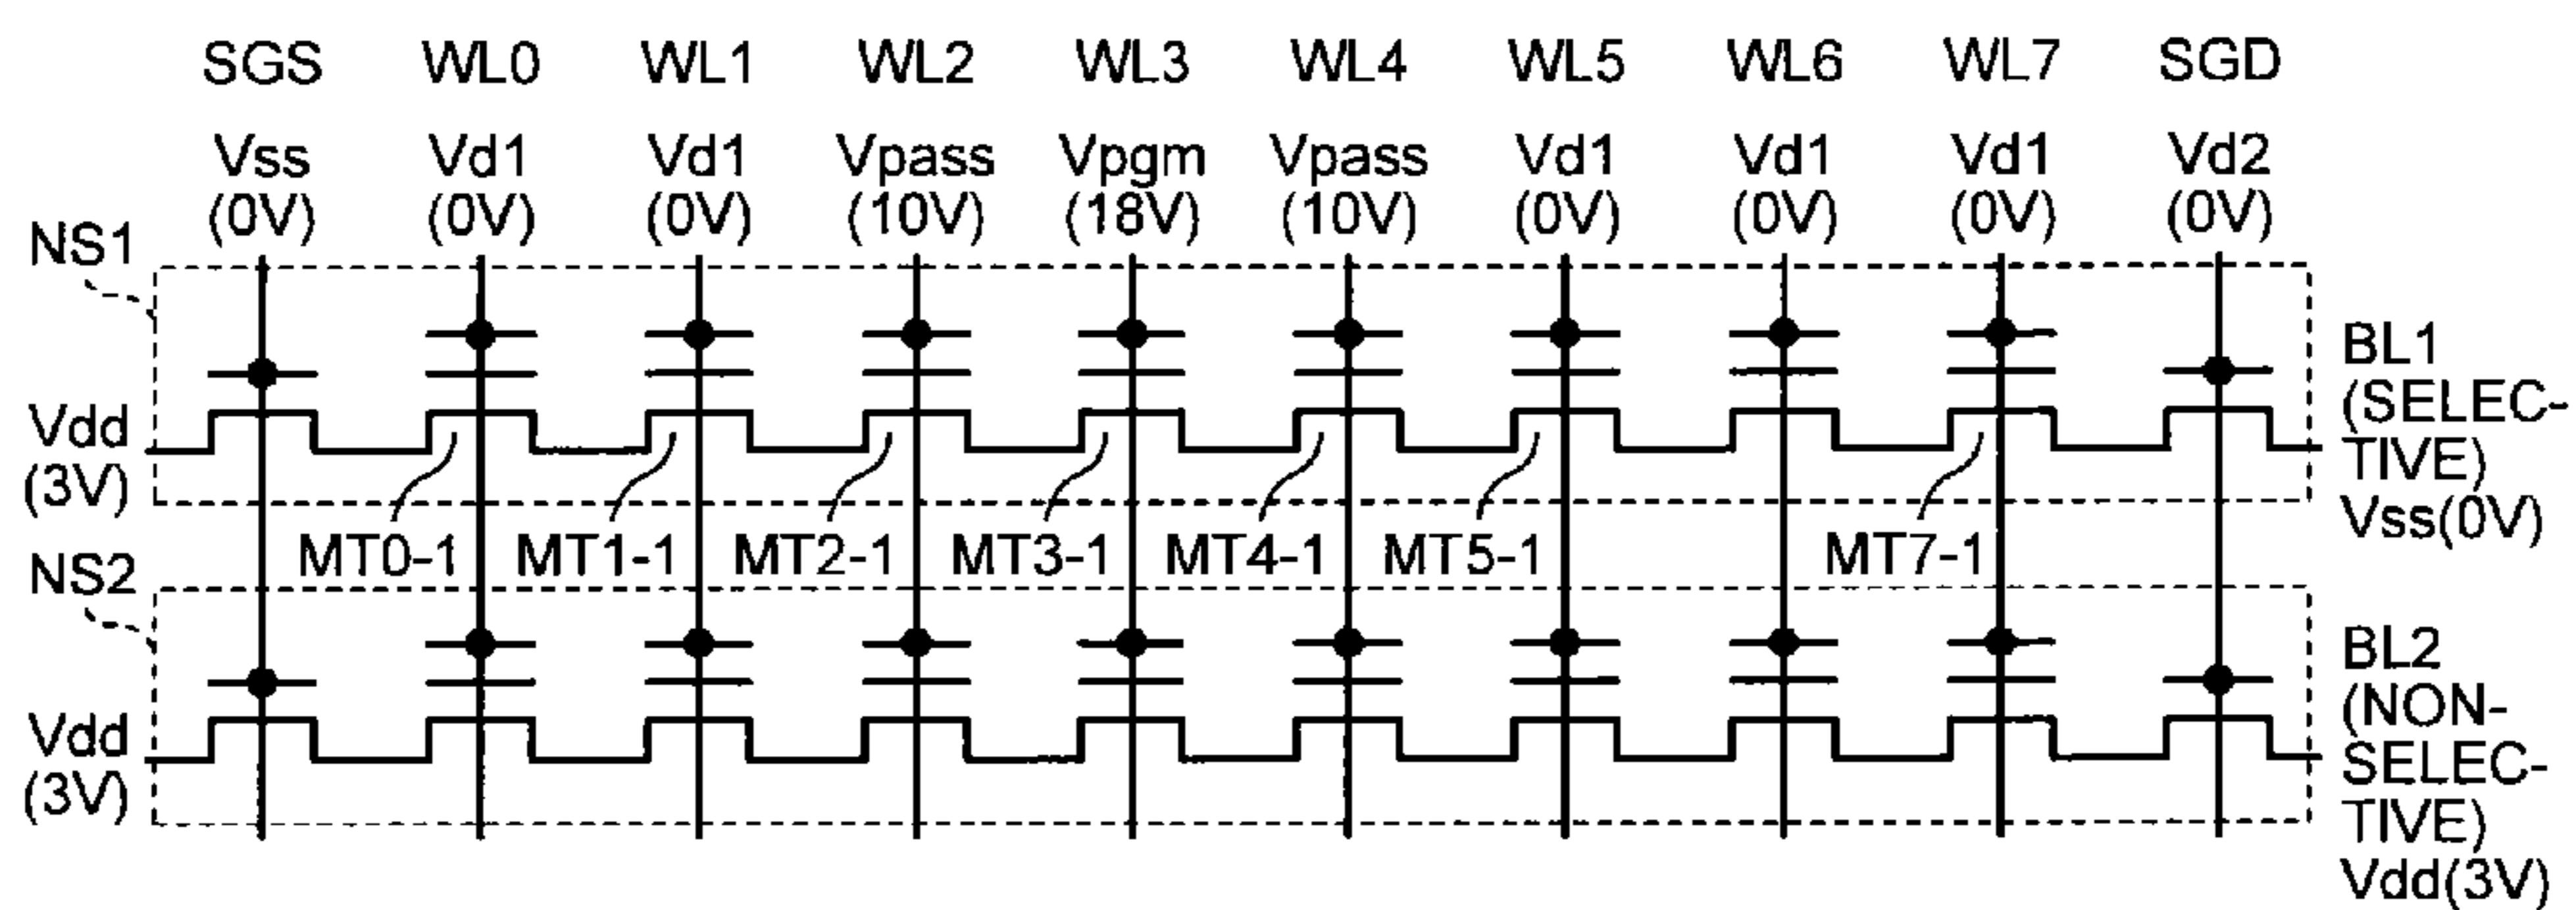 SGS WL0 WL1 WL2 WL3 WL4 WL5 WL6 WL7 SGD
Vss Vd1 Vd1 Vpass Vpgm Vpass Vd1 Vd1 Vd1 Vd2
(0V) (0V) (0V) (10V) (18V) (10V) (0V) (0V) (0V) (0V)
NS1
Vdd
(3V)
BL1
(SELEC-
TIVE)
Vss(0V)
MT0-1 MT1-1 MT2-1 MT3-1 MT4-1 MT5-1 MT7-1
NS2
Vdd
(3V)
BL2
(NON-
SELEC-
TIVE)
Vdd(3V)